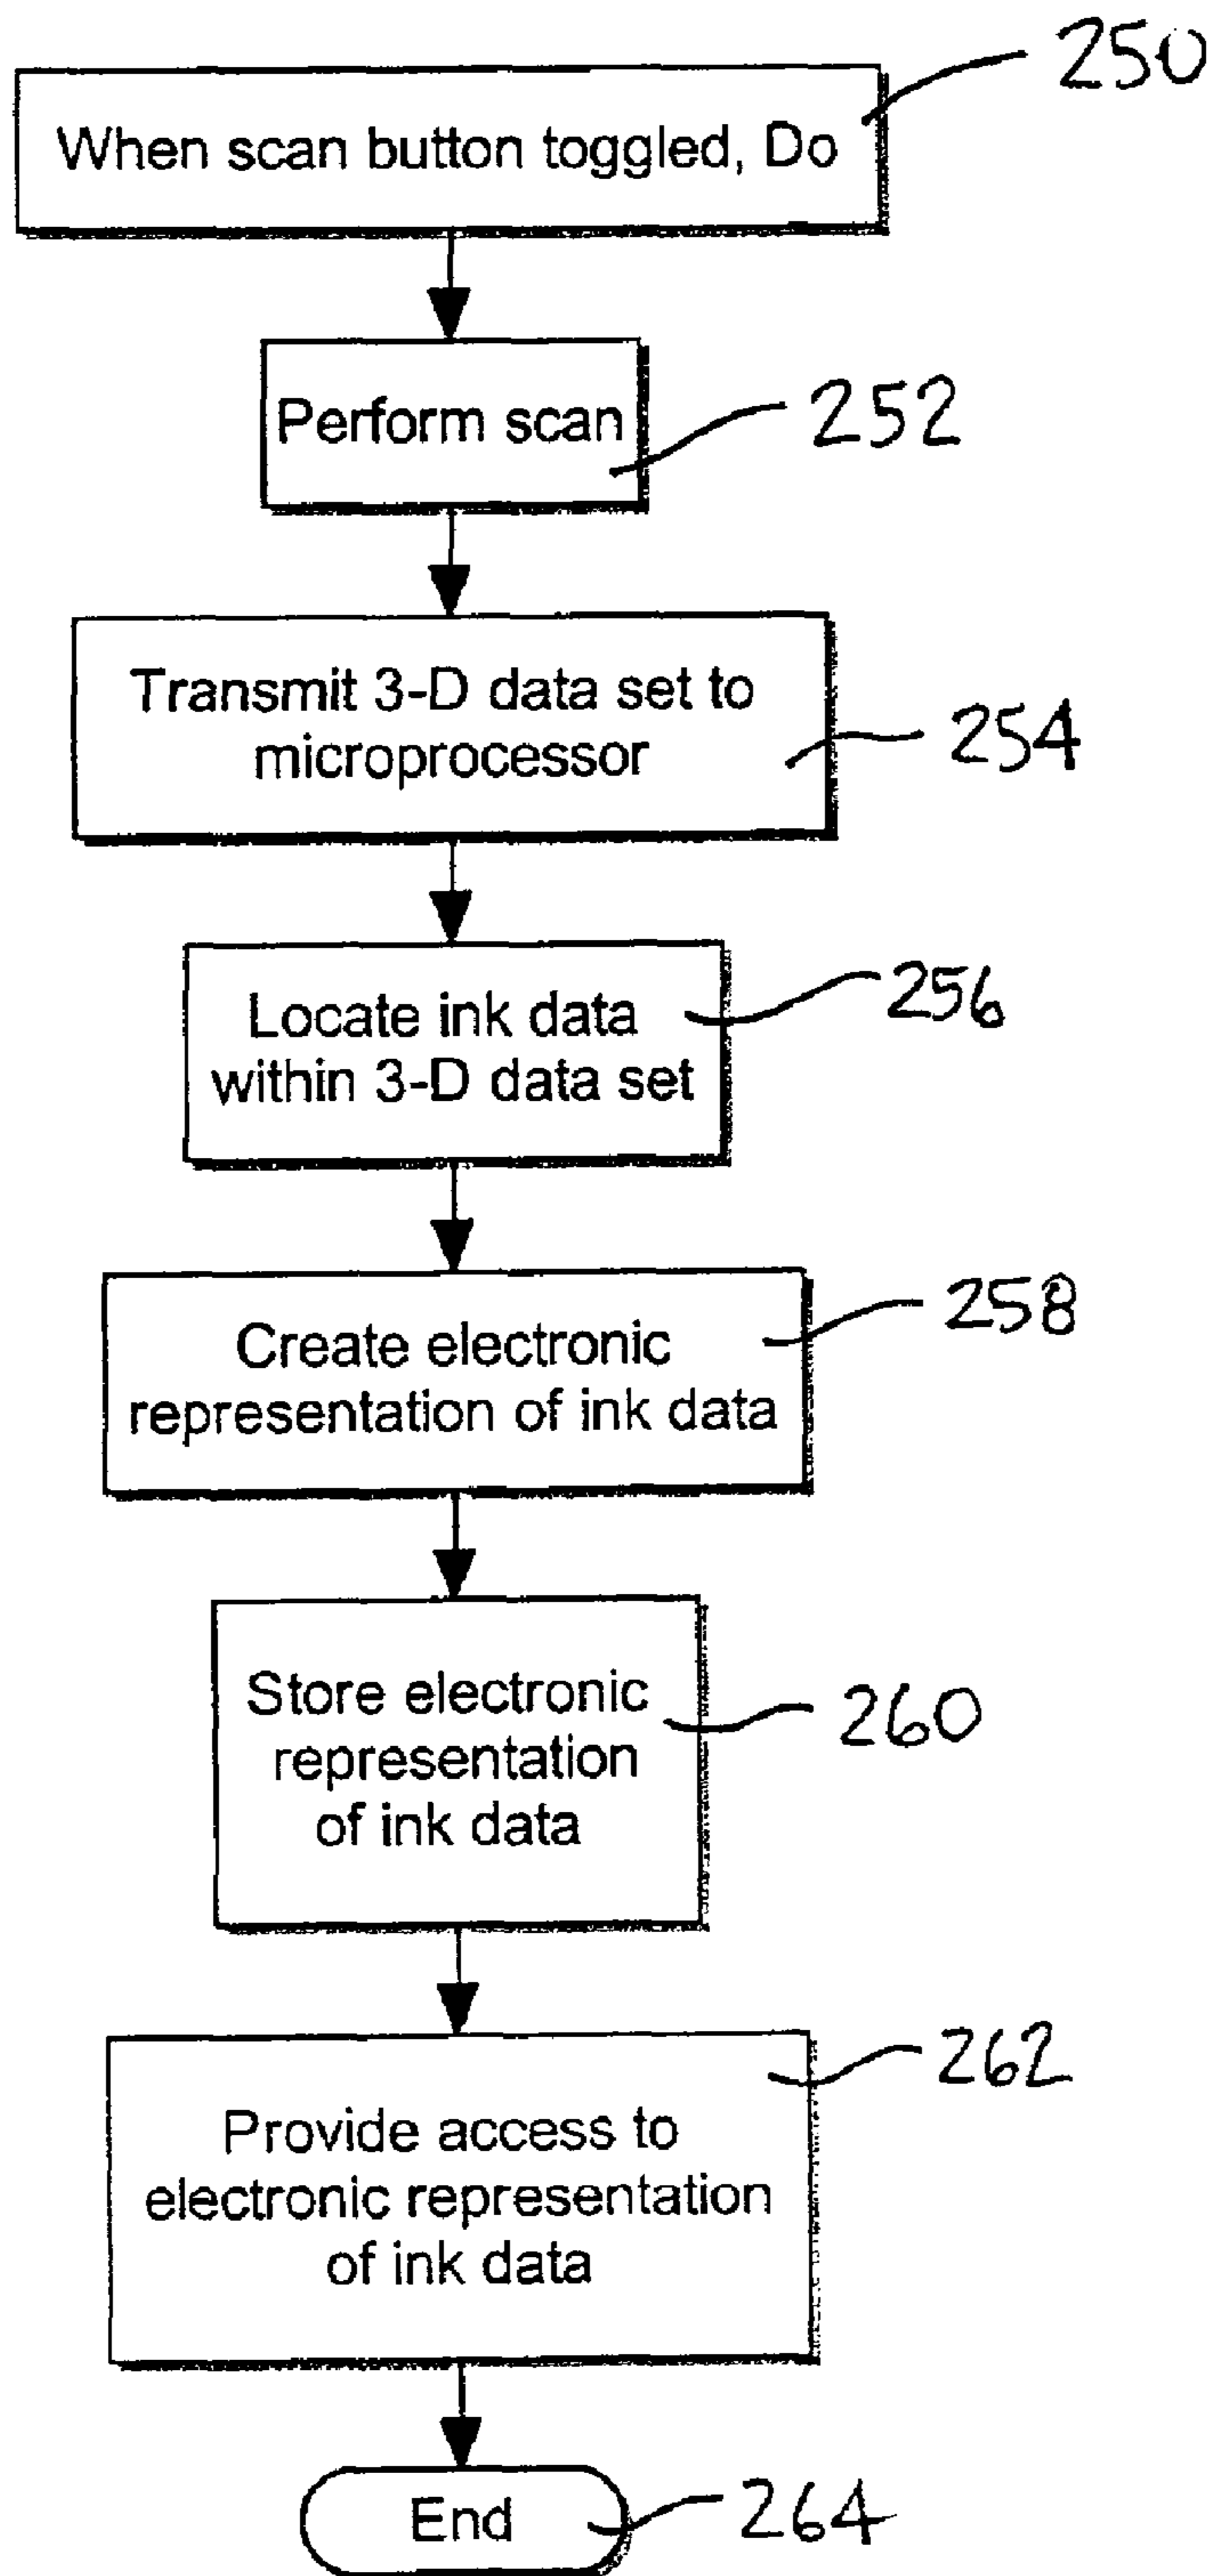 250
When scan button toggled, Do
Perform scan
252
Transmit 3-D data set to
microprocessor
254
Locate ink data
within 3-D data set
256
Create electronic
representation of ink data
258
Store electronic
representation
of ink data
260
Provide access to
electronic representation
of ink data
262
End
264